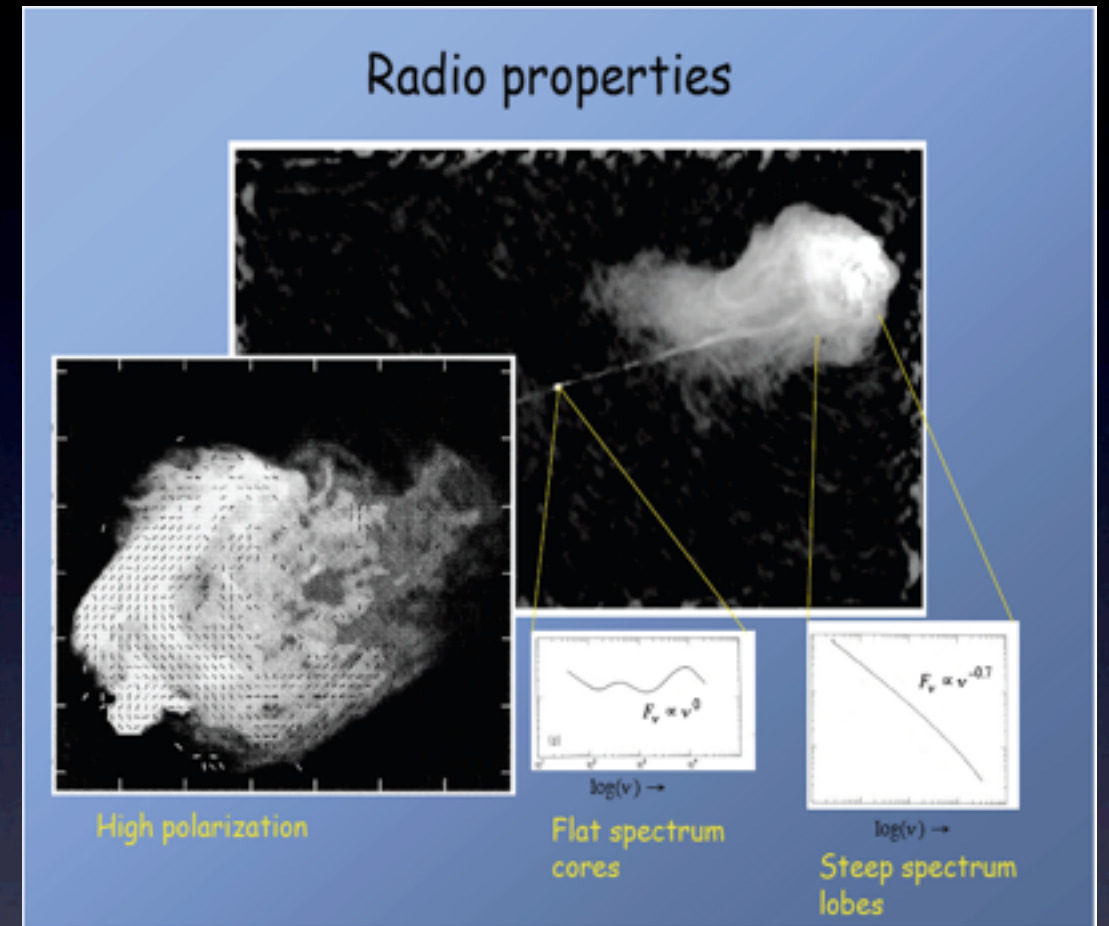 Radio properties
F_ν ∝ ν^0
F_ν ∝ ν^-0.7
log(ν) →
log(ν) →
High polarization
Flat spectrum
cores
Steep spectrum
lobes